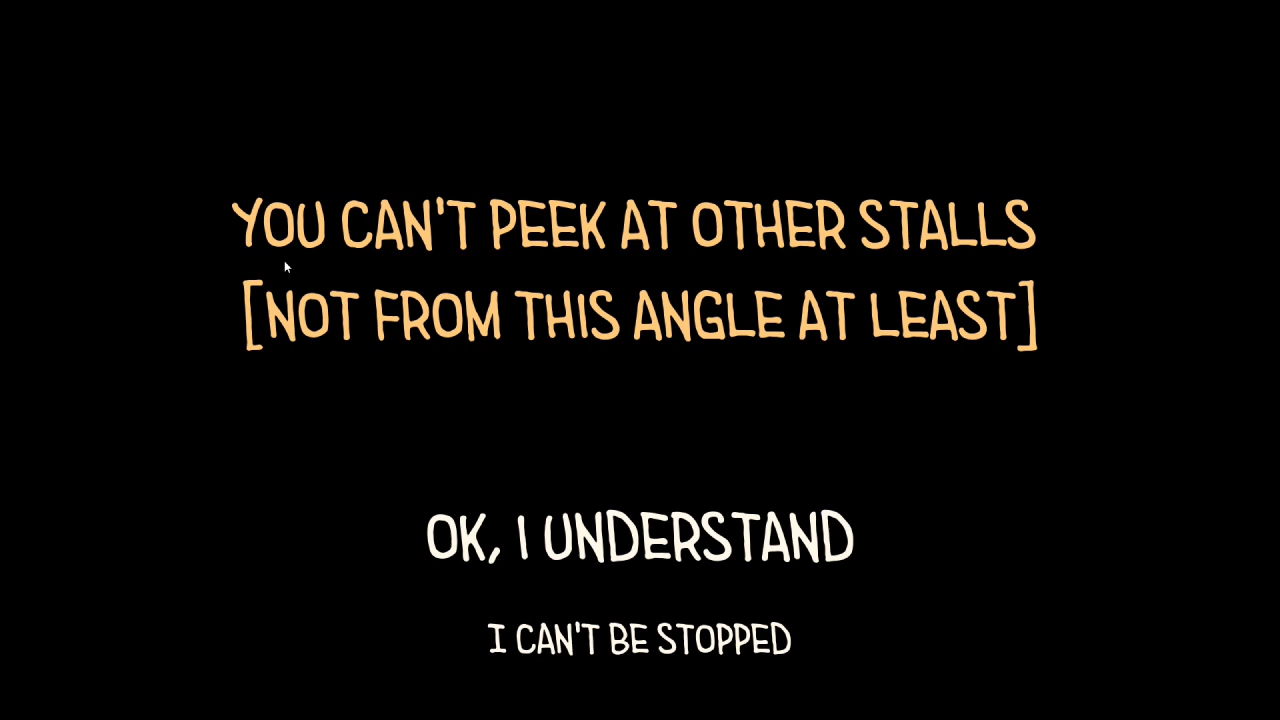 YOU CAN'T PEEK AT OTHER STALLS
[NOT FROM THIS ANGLE AT LEAST]
OK, I UNDERSTAND
I CAN'T BE STOPPED